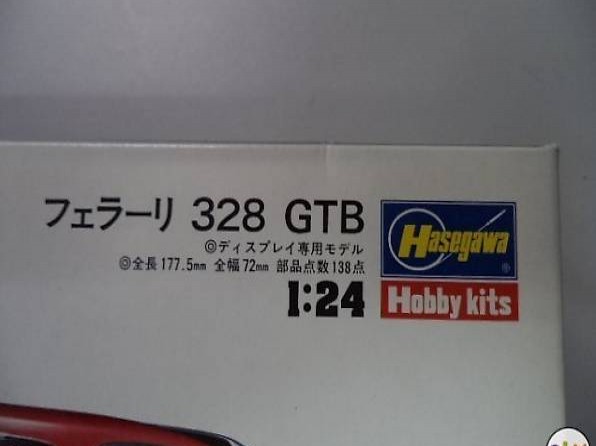 フェラーリ 328 GTB
◎ディスプレイ専用モデル
◎全長177.5mm 全幅72mm 部品点数138点
1:24
Hasegawa®
Hobby kits